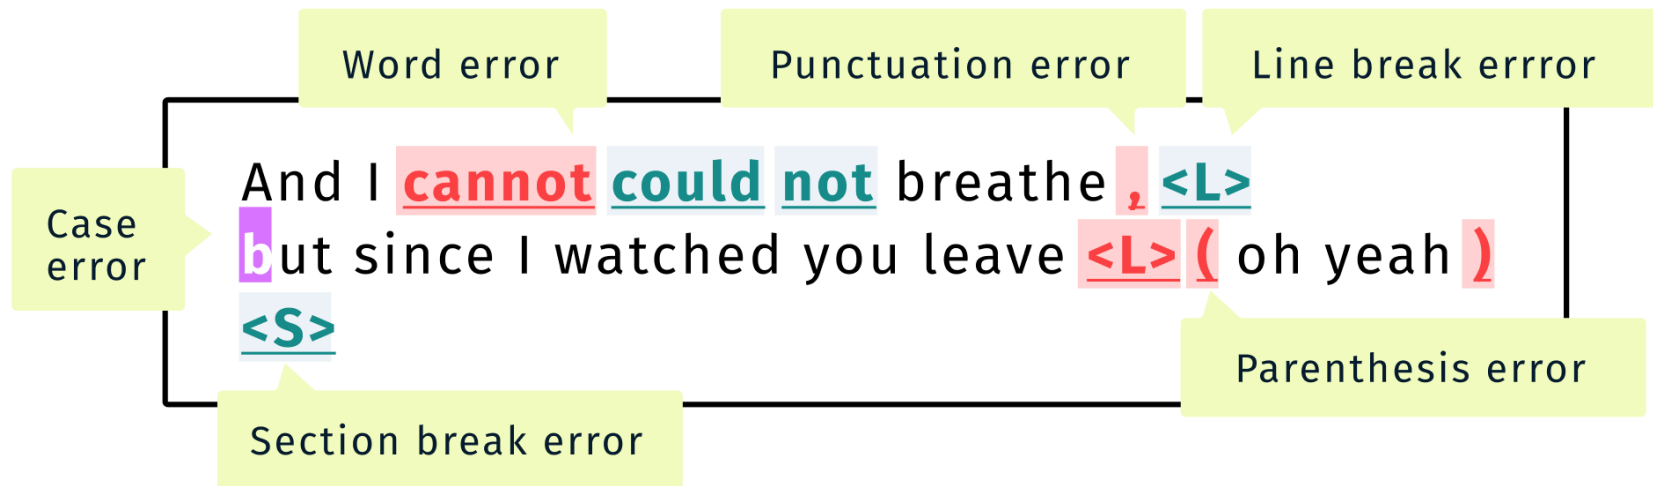 Word error
Punctuation error
Line break errror
And I cannot could not breathe , <L>
Case
error
but since I watched you leave <L> ( oh yeah )
<S>
Parenthesis error
Section break error